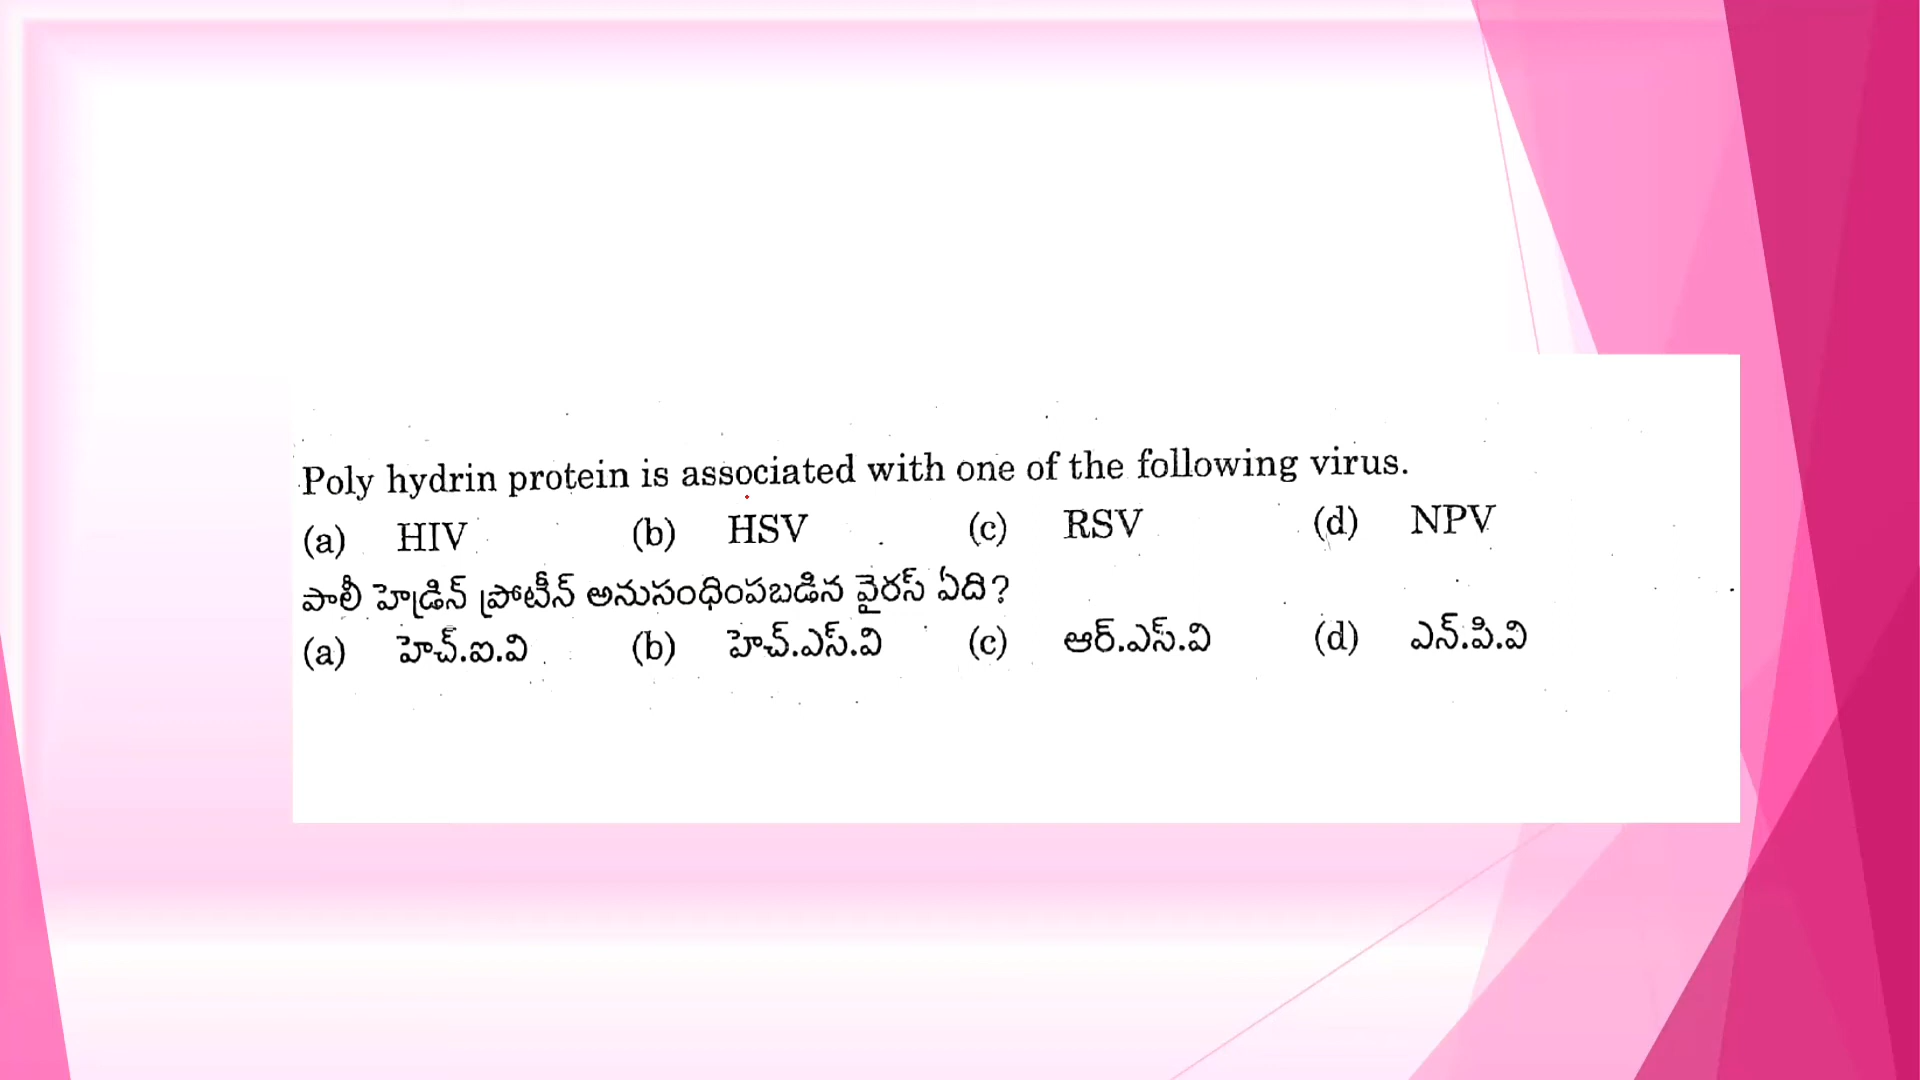 Poly hydrin protein is associated with one of the following virus.
(a) HIV (b) HSV (c) RSV (d) NPV
పాలీ హెడ్రిన్ ప్రోటీన్ అనుసంధింపబడిన వైరస్ ఏది?
(a) హెచ్.ఐ.వి (b) హెచ్.ఎస్.వి (c) ఆర్.ఎస్.వి (d) ఎన్.పి.వి